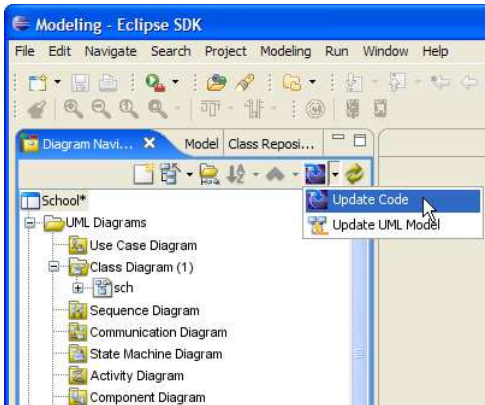 Modeling - Eclipse SDK
File Edit Navigate Search Project Modeling Run Window Help
Diagram Navi... Model Class Reposi...
School*
Update Code
UML Diagrams
Update UML Model
Use Case Diagram
Class Diagram (1)
sch
Sequence Diagram
Communication Diagram
State Machine Diagram
Activity Diagram
Component Diagram